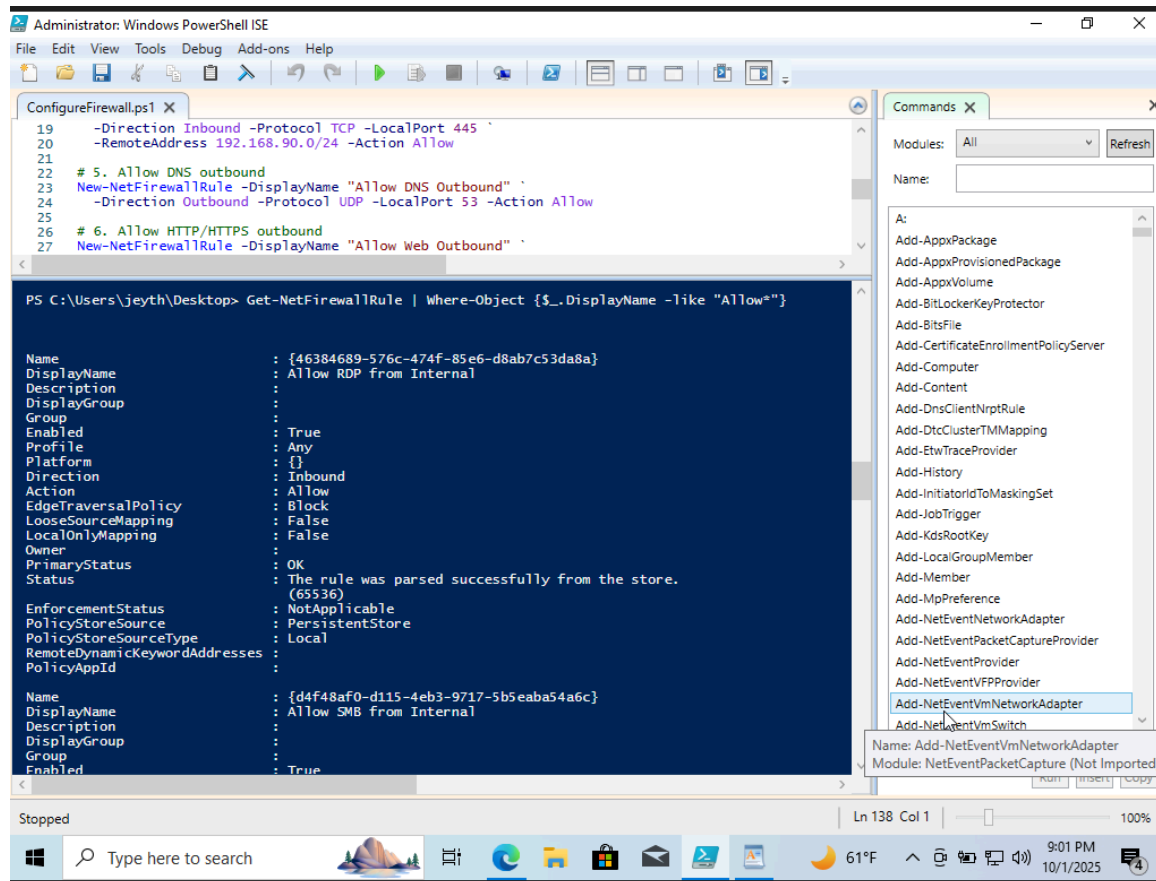 Administrator: Windows PowerShell ISE
File Edit View Tools Debug Add-ons Help
ConfigureFirewall.ps1
19 -Direction Inbound -Protocol TCP -LocalPort 445 `
20 -RemoteAddress 192.168.90.0/24 -Action Allow
21
22 # 5. Allow DNS outbound
23 New-NetFirewallRule -DisplayName "Allow DNS Outbound" `
24 -Direction Outbound -Protocol UDP -LocalPort 53 -Action Allow
25
26 # 6. Allow HTTP/HTTPS outbound
27 New-NetFirewallRule -DisplayName "Allow Web Outbound" `
PS C:\Users\jeyth\Desktop> Get-NetFirewallRule | Where-Object {$_.DisplayName -like "Allow*"}
Name : {46384689-576c-474f-85e6-d8ab7c53da8a}
DisplayName : Allow RDP from Internal
Description :
DisplayGroup :
Group :
Enabled : True
Profile : Any
Platform : {}
Direction : Inbound
Action : Allow
EdgeTraversalPolicy : Block
LooseSourceMapping : False
LocalOnlyMapping : False
Owner :
PrimaryStatus : OK
Status : The rule was parsed successfully from the store.
(65536)
EnforcementStatus : NotApplicable
PolicyStoreSource : PersistentStore
PolicyStoreSourceType : Local
RemoteDynamicKeywordAddresses :
PolicyAppId :
Name : {d4f48af0-d115-4eb3-9717-5b5eaba54a6c}
DisplayName : Allow SMB from Internal
Description :
DisplayGroup :
Group :
Enabled : True
Commands
Modules: All Refresh
Name:
A:
Add-AppxPackage
Add-AppxProvisionedPackage
Add-AppxVolume
Add-BitLockerKeyProtector
Add-BitsFile
Add-CertificateEnrollmentPolicyServer
Add-Computer
Add-Content
Add-DnsClientNrptRule
Add-DtcClusterTMMapping
Add-EtwTraceProvider
Add-History
Add-InitiatorIdToMaskingSet
Add-JobTrigger
Add-KdsRootKey
Add-LocalGroupMember
Add-Member
Add-MpPreference
Add-NetEventNetworkAdapter
Add-NetEventPacketCaptureProvider
Add-NetEventProvider
Add-NetEventVFPProvider
Add-NetEventVmNetworkAdapter
Add-NetEventVmSwitch
Name: Add-NetEventVmNetworkAdapter
Module: NetEventPacketCapture (Not Imported
Run Insert Copy
Stopped Ln 138 Col 1 100%
Type here to search 61°F 9:01 PM
10/1/2025 4